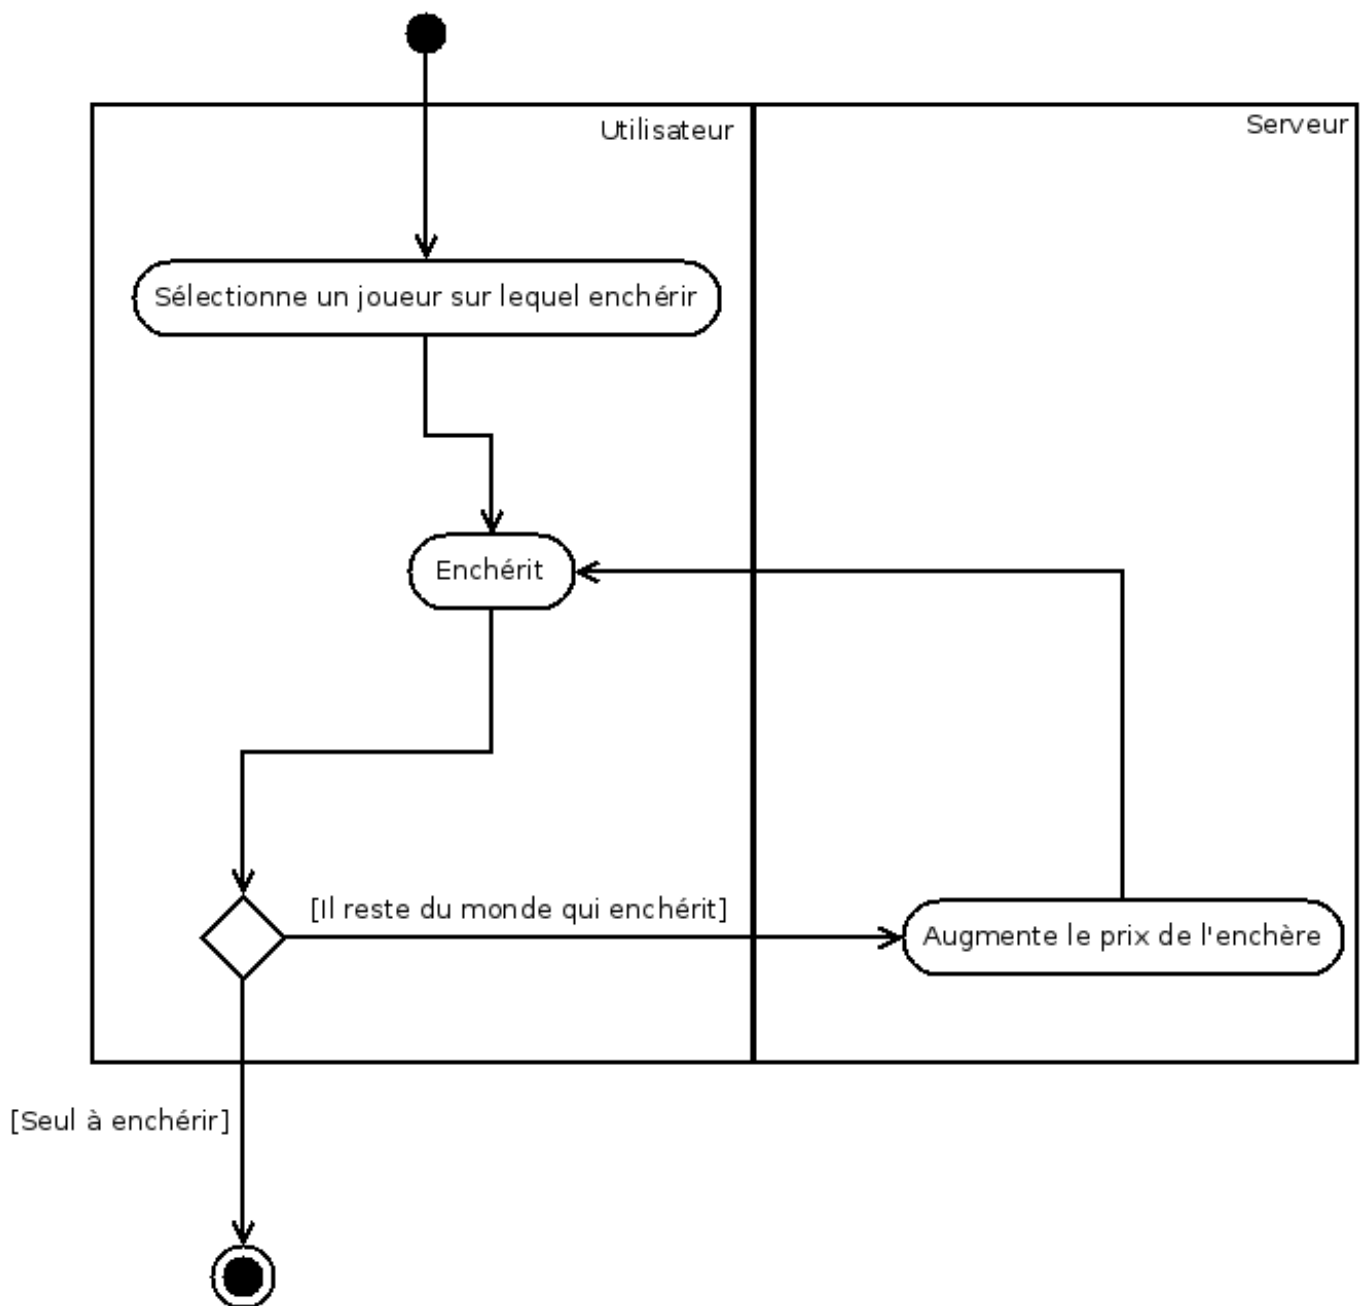 Utilisateur
Serveur
Sélectionne un joueur sur lequel enchérir
Enchérit
[Il reste du monde qui enchérit]
Augmente le prix de l'enchère
[Seul à enchérir]